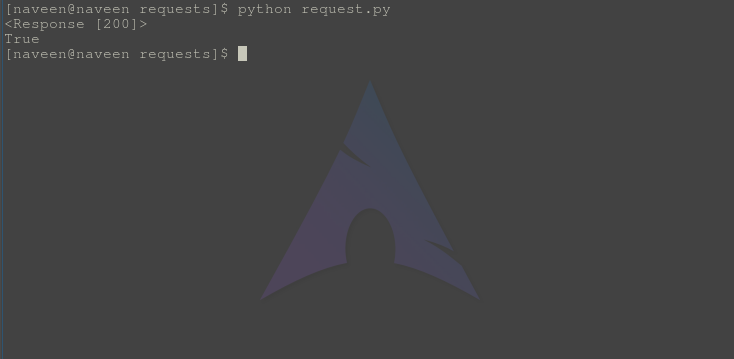 [naveen@naveen requests]$ python request.py
<Response [200]>
True
[naveen@naveen requests]$